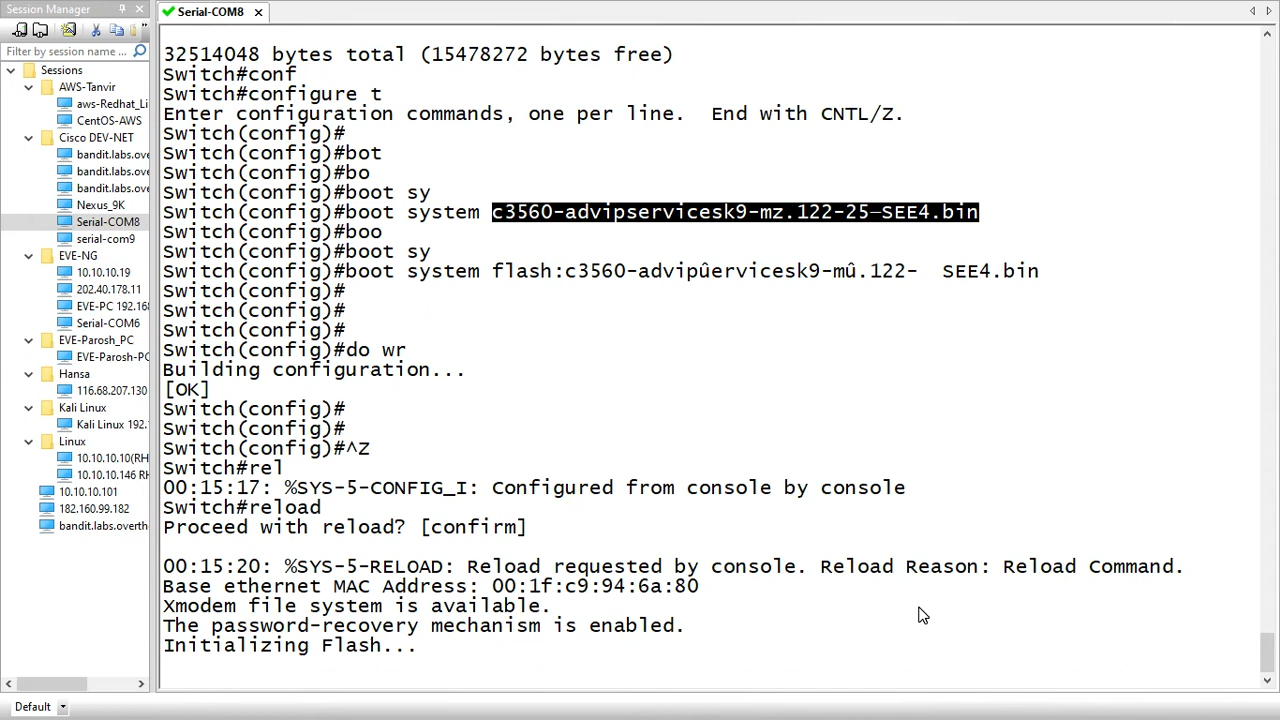 Session Manager
Serial-COM8
Filter by session name ...
Sessions
AWS-Tanvir
aws-Redhat_Li
CentOS-AWS
Cisco DEV-NET
bandit.labs.over
bandit.labs.over
bandit.labs.over
Nexus_9K
Serial-COM8
serial-com9
EVE-NG
10.10.10.19
202.40.178.11
EVE-PC 192.168
Serial-COM6
EVE-Parosh_PC
EVE-Parosh-PC
Hansa
116.68.207.130
Kali Linux
Kali Linux 192.
Linux
10.10.10.10(RH
10.10.10.146 RH
10.10.10.101
182.160.99.182
bandit.labs.overth
32514048 bytes total (15478272 bytes free)
Switch#conf
Switch#configure t
Enter configuration commands, one per line.  End with CNTL/Z.
Switch(config)#
Switch(config)#bot
Switch(config)#bo
Switch(config)#boot sy
Switch(config)#boot system c3560-advipservicesk9-mz.122-25-SEE4.bin
Switch(config)#boo
Switch(config)#boot sy
Switch(config)#boot system flash:c3560-advipûervicesk9-mû.122-  SEE4.bin
Switch(config)#
Switch(config)#
Switch(config)#
Switch(config)#do wr
Building configuration...
[OK]
Switch(config)#
Switch(config)#
Switch(config)#^Z
Switch#rel
00:15:17: %SYS-5-CONFIG_I: Configured from console by console
Switch#reload
Proceed with reload? [confirm]
00:15:20: %SYS-5-RELOAD: Reload requested by console. Reload Reason: Reload Command.
Base ethernet MAC Address: 00:1f:c9:94:6a:80
Xmodem file system is available.
The password-recovery mechanism is enabled.
Initializing Flash...
Default